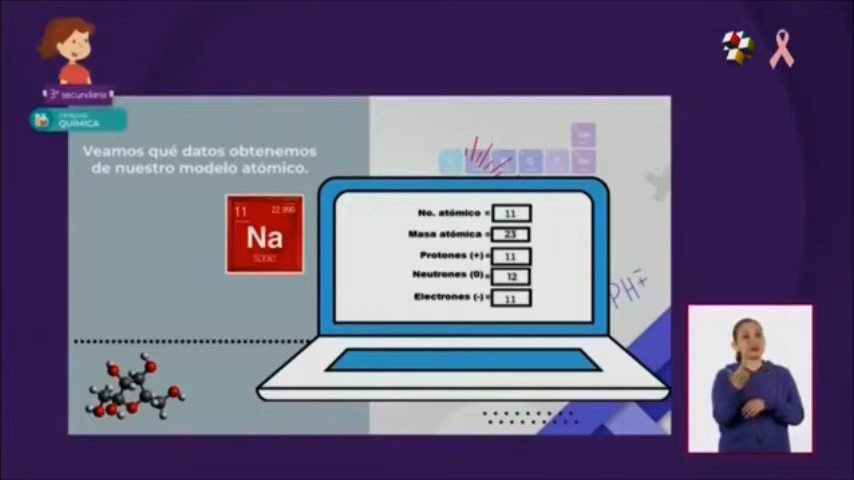 3° secundaria
CIENCIAS
QUÍMICA
Veamos qué datos obtenemos
de nuestro modelo atómico.
11
22.990
Na
SODIO
No. atómico = 11
Masa atómica = 23
Protones (+)= 11
Neutrones (0)= 12
Electrones (-)= 11
PH±